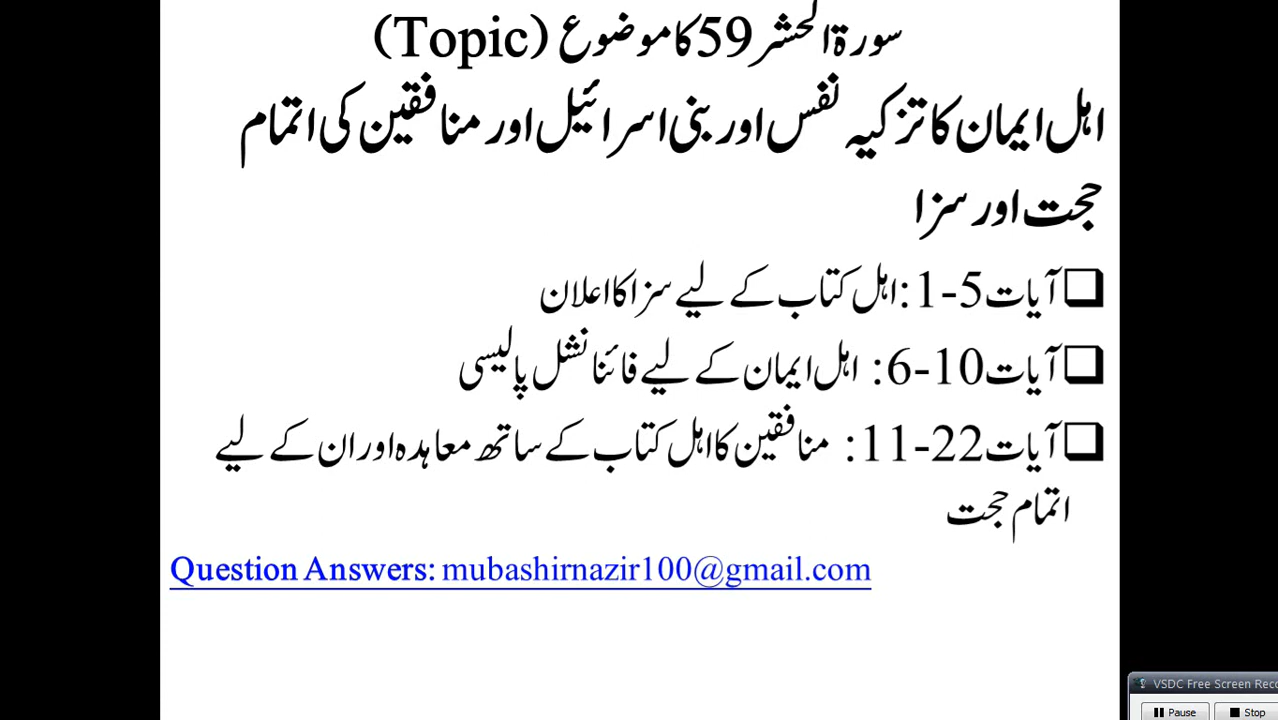 سورۃ الحشر 59 کا موضوع (Topic)
اہل ایمان کا تزکیہ نفس اور بنی اسرائیل اور منافقین کی اتمام
حجت اور سزا
آیات 1-5: اہل کتاب کے لیے سزا کا اعلان
آیات 6-10: اہل ایمان کے لیے فائنا نشل پالیسی
آیات 11-22: منافقین کا اہل کتاب کے ساتھ معاہدہ اور ان کے لیے
اتمام حجت
Question Answers: mubashirnazir100@gmail.com
VSDC Free Screen Reco
Pause Stop